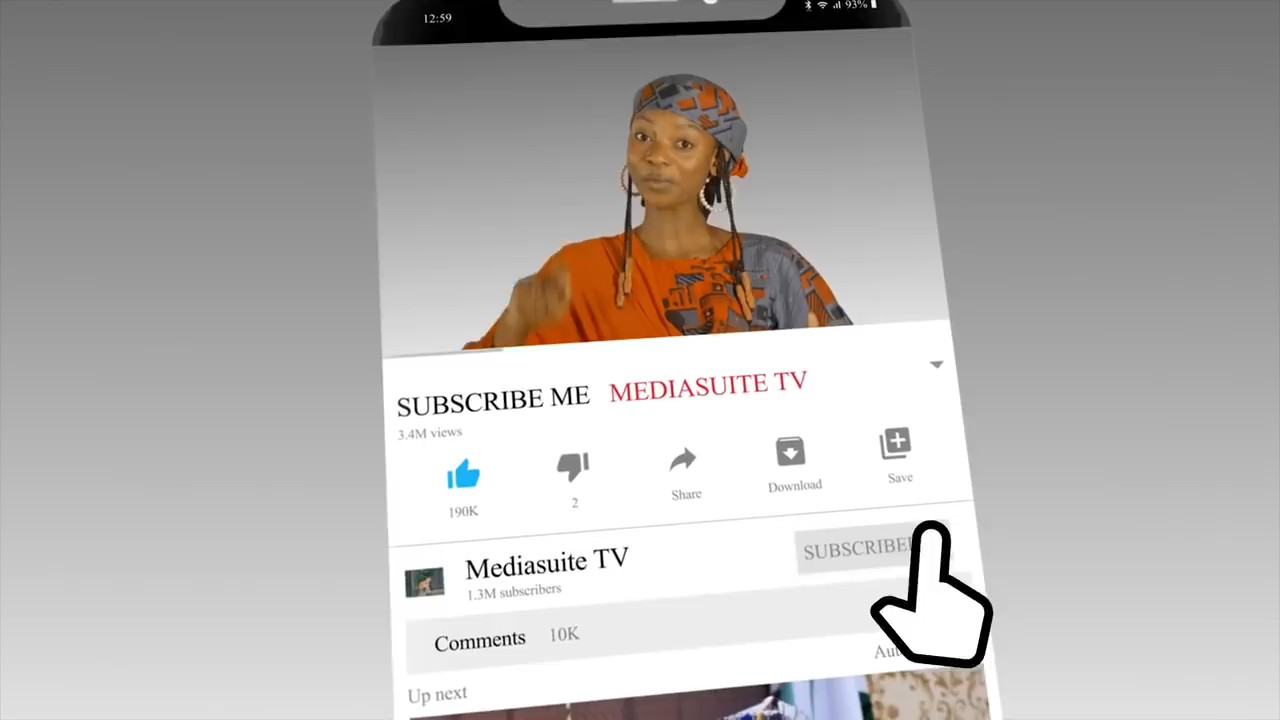 12:59 93%
SUBSCRIBE ME MEDIASUITE TV
3.4M views
190K 2 Share Download Save
Mediasuite TV
1.3M subscribers
Comments 10K
Up next